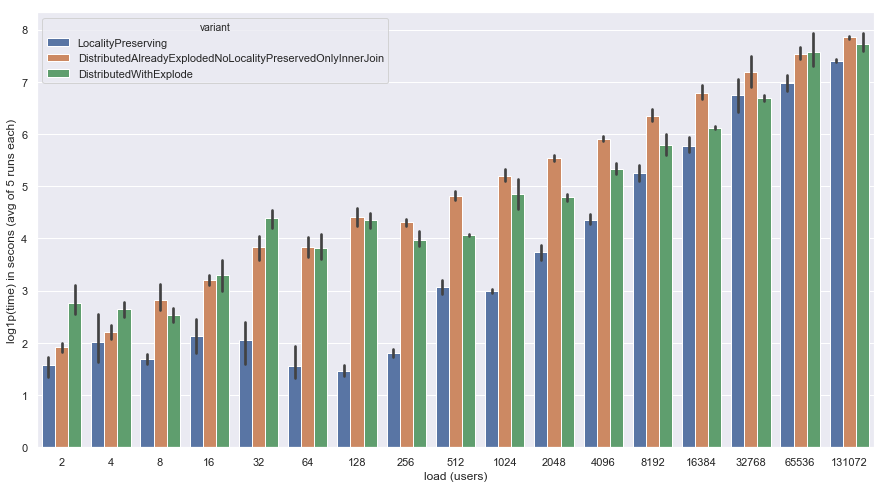 variant
LocalityPreserving
DistributedAlreadyExplodedNoLocalityPreservedOnlyInnerJoin
DistributedWithExplode
log1p(time) in secons (avg of 5 runs each)
8
7
6
5
4
3
2
1
0
2 4 8 16 32 64 128 256 512 1024 2048 4096 8192 16384 32768 65536 131072
load (users)